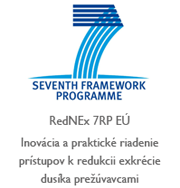 SEVENTH FRAMEWORK
PROGRAMME
RedNEx 7RP EÚ
Inovácia a praktické riadenie
prístupov k redukcii exkrécie
dusíka prežúvavcami